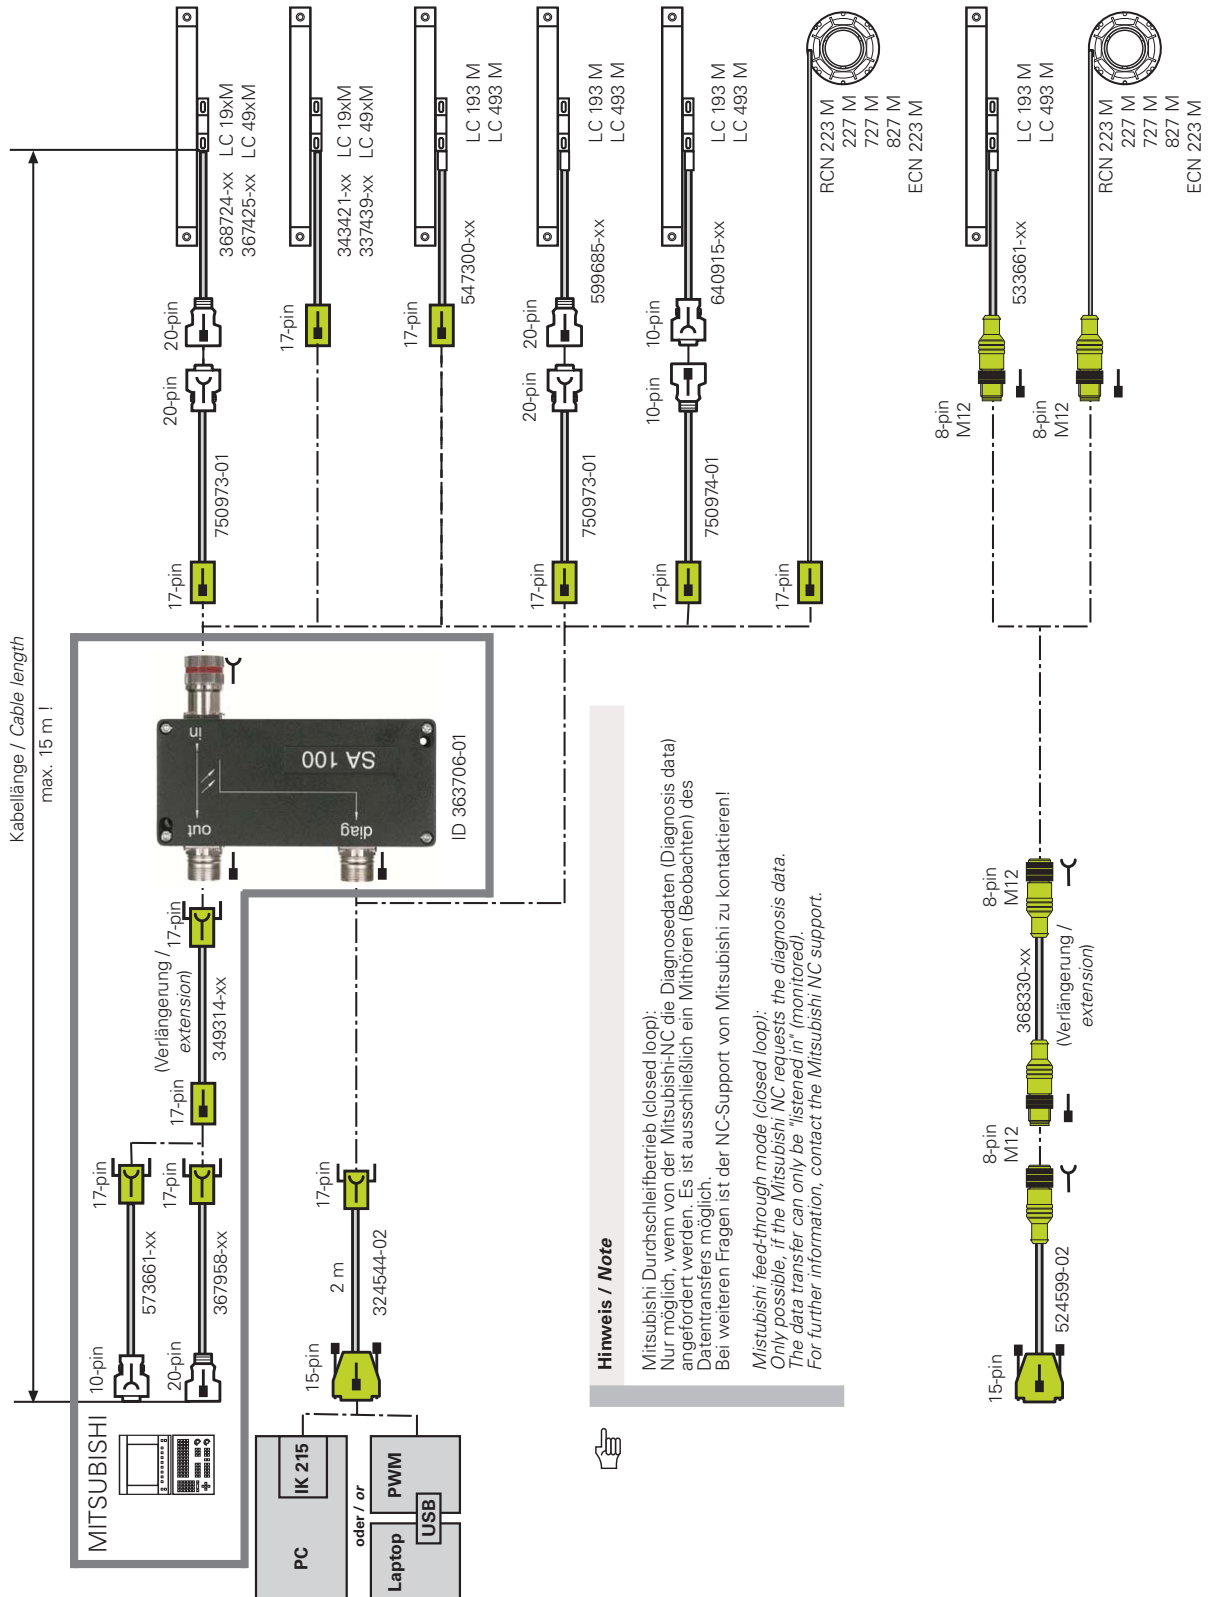 Kabellänge / Cable length
max. 15 m !
368724-xx LC 19xM
367425-xx LC 49xM
20-pin
20-pin
750973-01
17-pin
343421-xx LC 19xM
337439-xx LC 49xM
17-pin
LC 193 M
LC 493 M
547300-xx
17-pin
LC 193 M
LC 493 M
599685-xx
20-pin
20-pin
750973-01
17-pin
LC 193 M
LC 493 M
640915-xx
10-pin
10-pin
750974-01
17-pin
RCN 223 M
227 M
727 M
827 M
ECN 223 M
17-pin
LC 193 M
LC 493 M
533661-xx
8-pin
M12
RCN 223 M
227 M
727 M
827 M
ECN 223 M
8-pin
M12
in
out
diag
SA 100
ID 363706-01
17-pin
(Verlängerung /
extension)
349314-xx
17-pin
MITSUBISHI
10-pin
573661-xx
17-pin
20-pin
367958-xx
17-pin
PC
IK 215
oder / or
Laptop
USB
PWM
15-pin
2 m
324544-02
17-pin
Hinweis / Note
Mitsubishi Durchschleifbetrieb (closed loop):
Nur möglich, wenn von der Mitsubishi-NC die Diagnosedaten (Diagnosis data)
angefordert werden. Es ist ausschließlich ein Mithören (Beobachten) des
Datentransfers möglich.
Bei weiteren Fragen ist der NC-Support von Mitsubishi zu kontaktieren!
Mistubishi feed-through mode (closed loop):
Only possible, if the Mitsubishi NC requests the diagnosis data.
The data transfer can only be "listened in" (monitored).
For further information, contact the Mitsubishi NC support.
15-pin
524599-02
8-pin
M12
368330-xx
(Verlängerung /
extension)
8-pin
M12